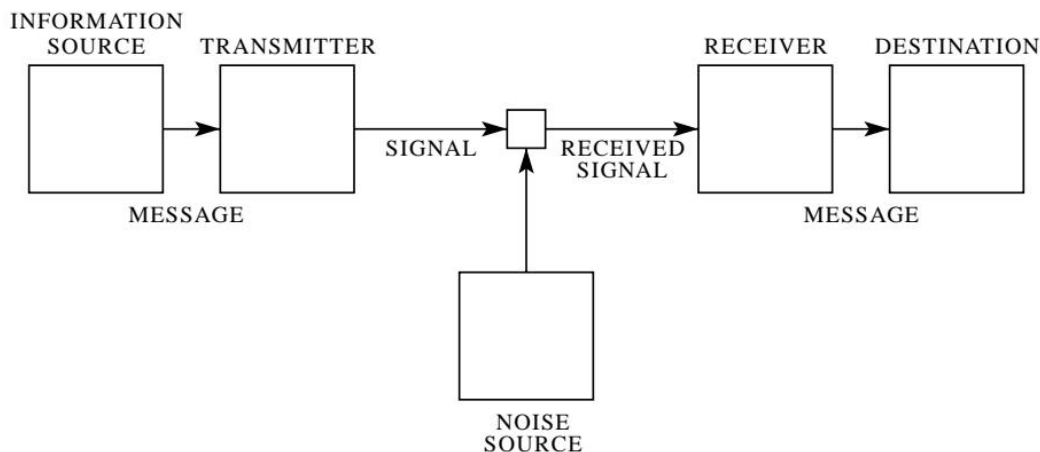 INFORMATION
SOURCE
TRANSMITTER
RECEIVER
DESTINATION
SIGNAL
RECEIVED
SIGNAL
MESSAGE
MESSAGE
NOISE
SOURCE